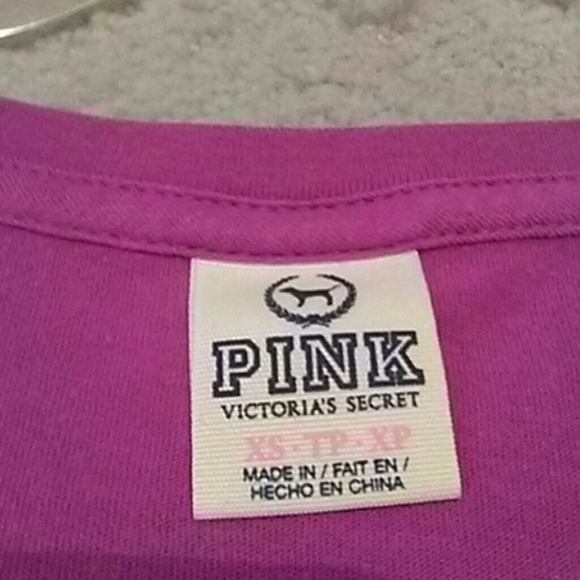 PINK
VICTORIA'S SECRET
XS·TP·XP
MADE IN / FAIT EN /
HECHO EN CHINA